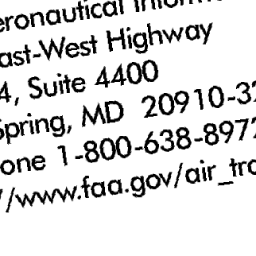 eronautical Inform
ast-West Highway
4, Suite 4400
Spring, MD 20910-32
one 1-800-638-8972
//www.faa.gov/air_tra